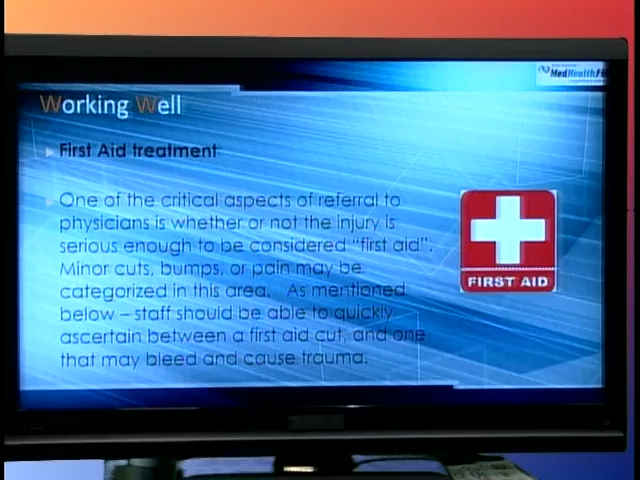 MedHealthFi
Working Well
First Aid treatment
One of the critical aspects of referral to
physicians is whether or not the injury is
serious enough to be considered "first aid".
Minor cuts, bumps, or pain may be
categorized in this area. As mentioned
below – staff should be able to quickly
ascertain between a first aid cut, and one
that may bleed and cause trauma.
FIRST AID